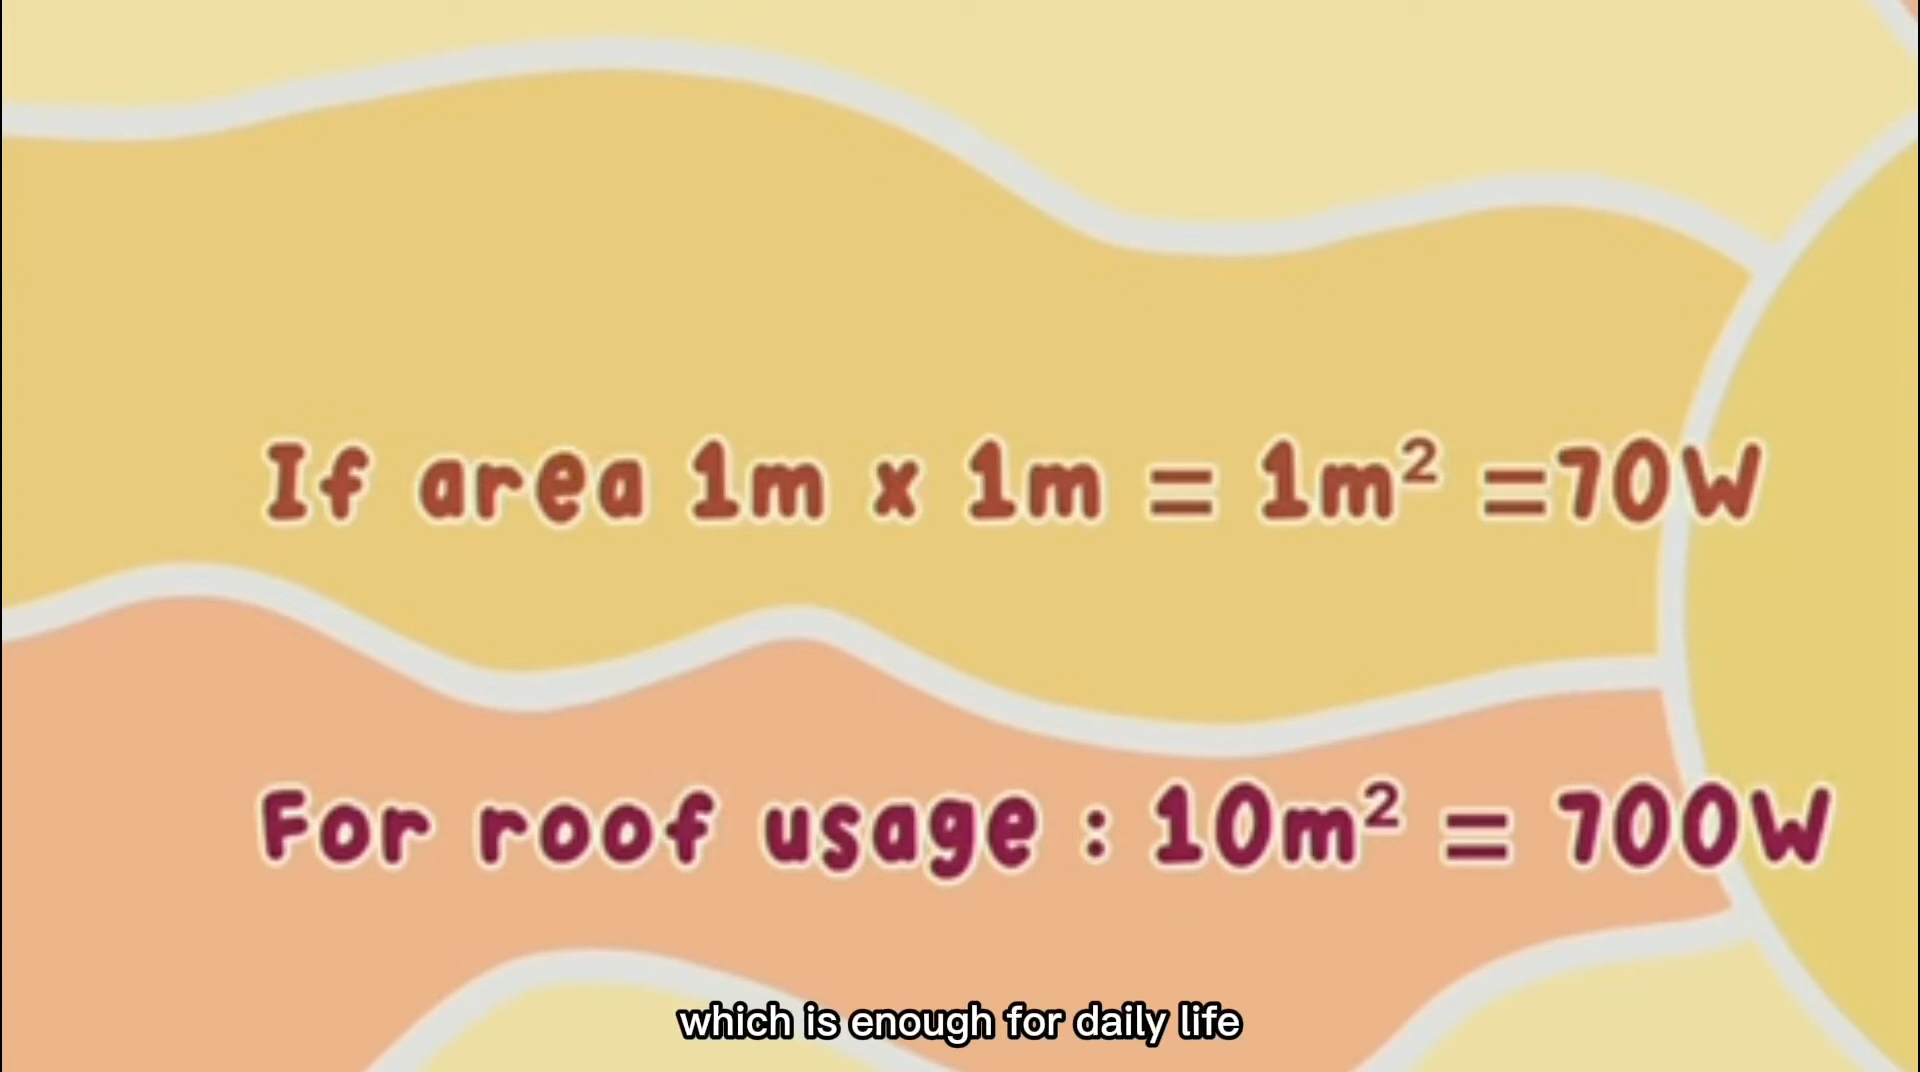 If area 1m x 1m = 1m² =70W
For roof usage : 10m² = 700W
which is enough for daily life